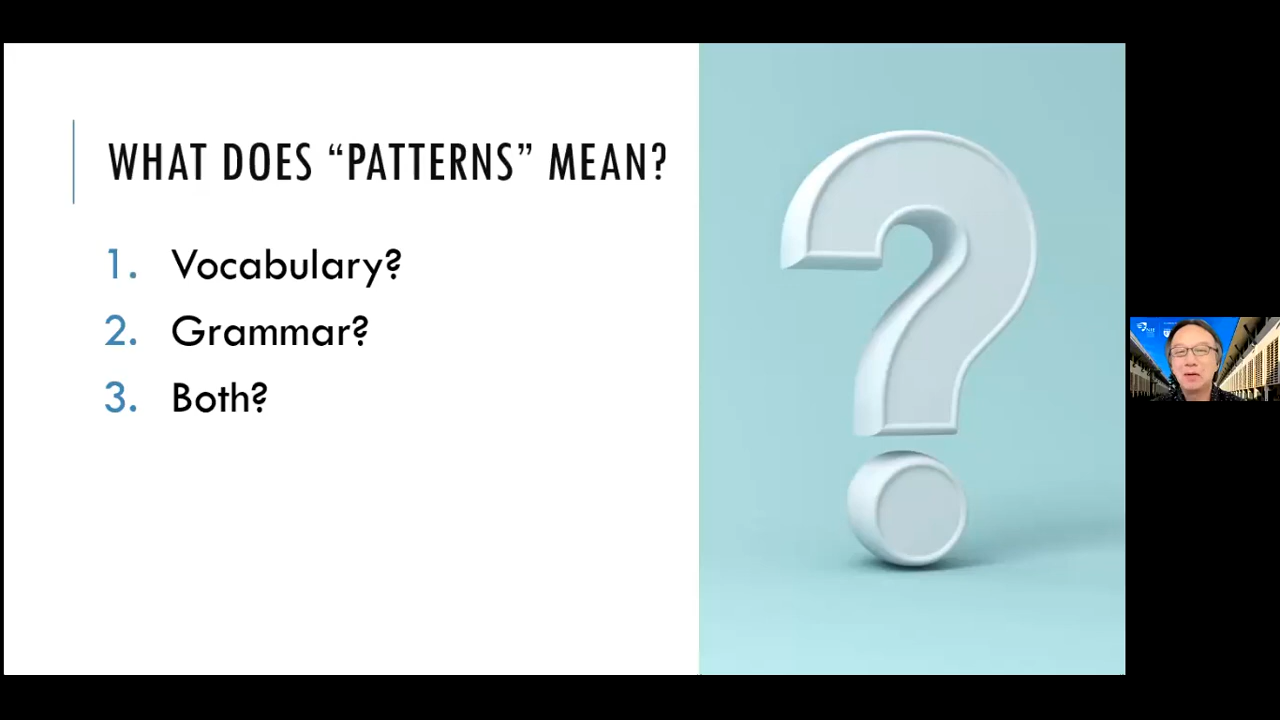 WHAT DOES “PATTERNS” MEAN?
1. Vocabulary?
2. Grammar?
3. Both?